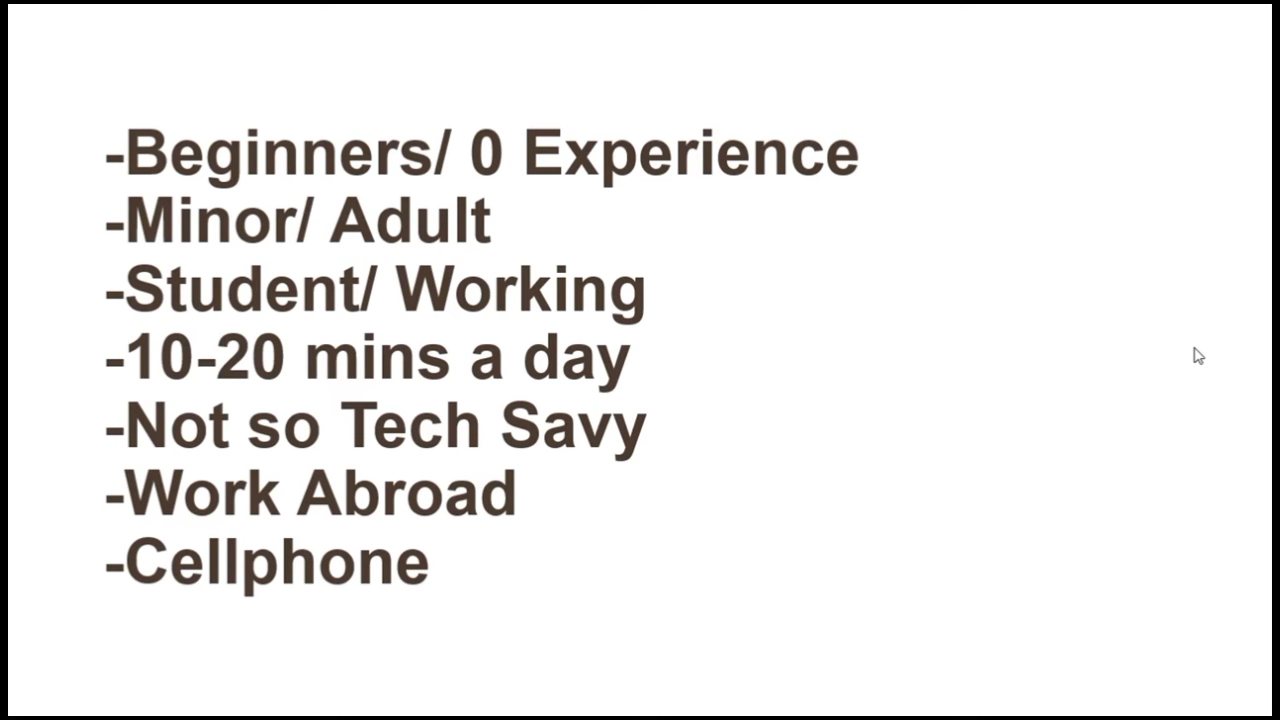 -Beginners/ 0 Experience
-Minor/ Adult
-Student/ Working
-10-20 mins a day
-Not so Tech Savy
-Work Abroad
-Cellphone